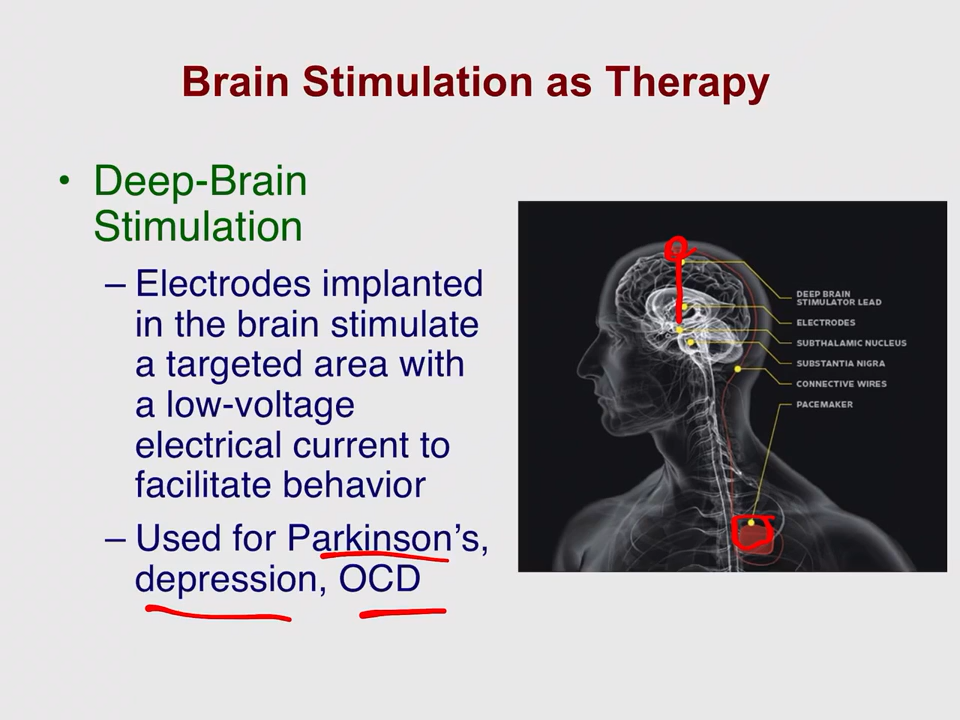 Brain Stimulation as Therapy
• Deep-Brain
Stimulation
– Electrodes implanted
in the brain stimulate
a targeted area with
a low-voltage
electrical current to
facilitate behavior
– Used for Parkinson’s,
depression, OCD
DEEP BRAIN
STIMULATOR LEAD
ELECTRODES
SUBTHALAMIC NUCLEUS
SUBSTANTIA NIGRA
CONNECTIVE WIRES
PACEMAKER